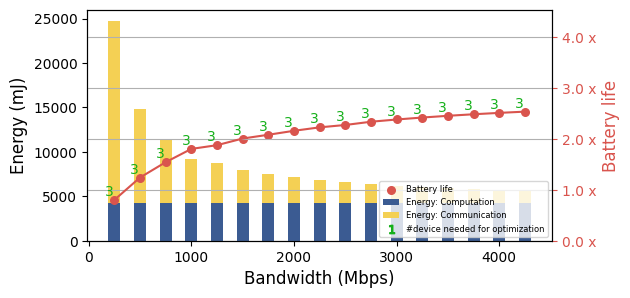 25000
20000
15000
10000
5000
0
Energy (mJ)
4.0 x
3.0 x
2.0 x
1.0 x
0.0 x
Battery life
3 3 3 3 3 3 3 3 3 3 3 3 3 3 3 3 3
Battery life
Energy: Computation
Energy: Communication
1 #device needed for optimization
0 1000 2000 3000 4000
Bandwidth (Mbps)